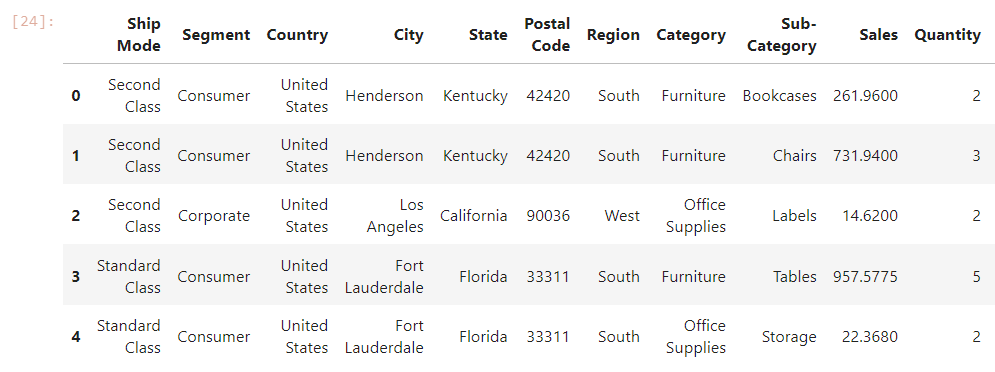 [24]:
Ship Mode Segment Country City State Postal Code Region Category Sub-Category Sales Quantity
0 Second Class Consumer United States Henderson Kentucky 42420 South Furniture Bookcases 261.9600 2
1 Second Class Consumer United States Henderson Kentucky 42420 South Furniture Chairs 731.9400 3
2 Second Class Corporate United States Los Angeles California 90036 West Office Supplies Labels 14.6200 2
3 Standard Class Consumer United States Fort Lauderdale Florida 33311 South Furniture Tables 957.5775 5
4 Standard Class Consumer United States Fort Lauderdale Florida 33311 South Office Supplies Storage 22.3680 2